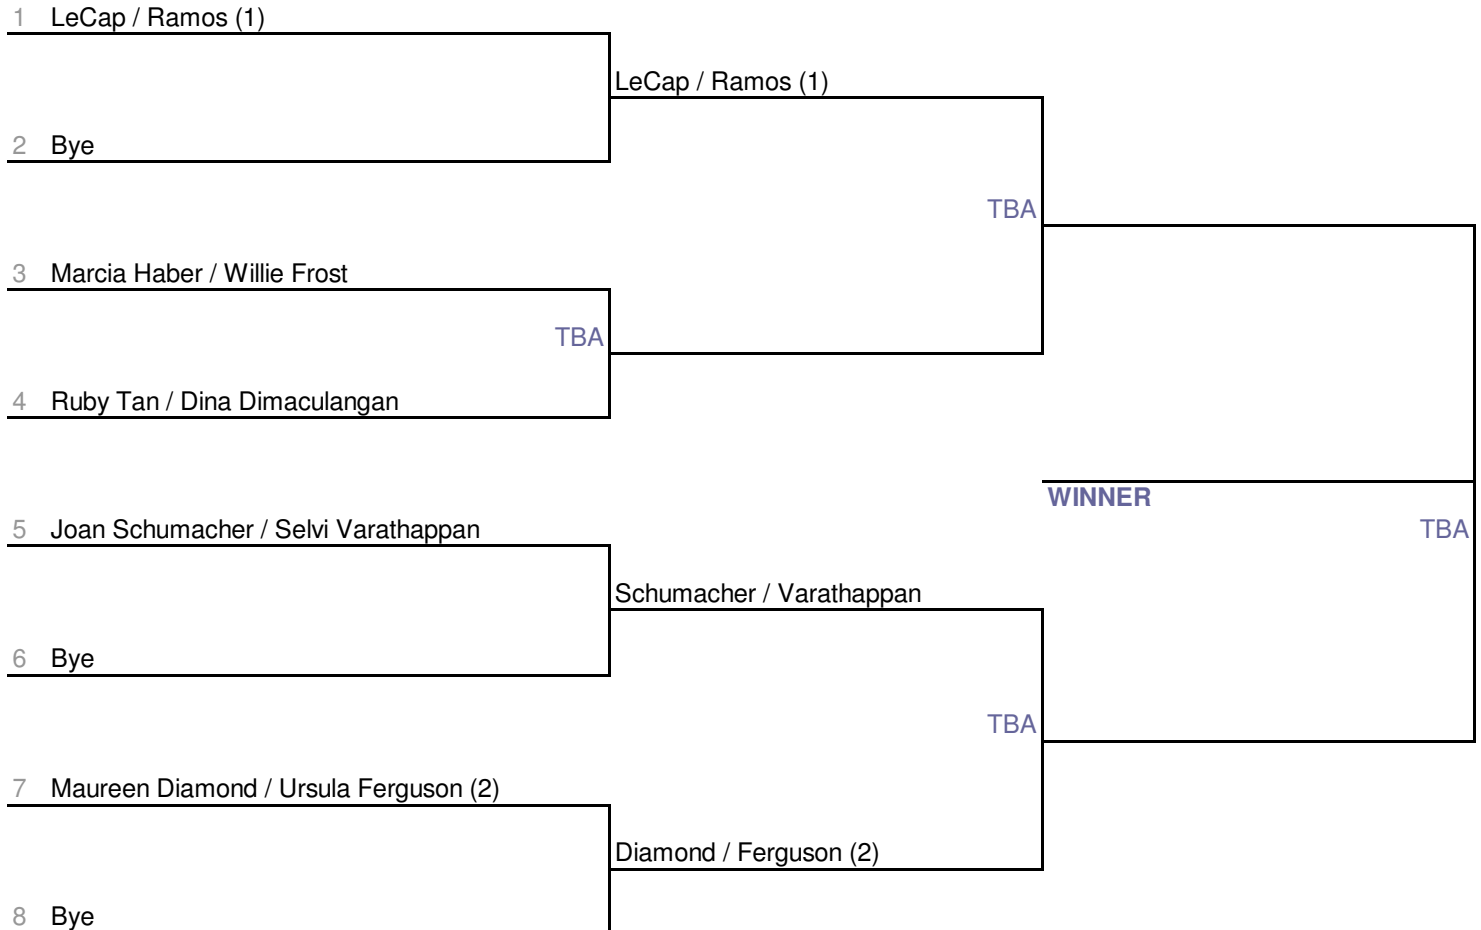 1 LeCap / Ramos (1)
LeCap / Ramos (1)
2 Bye
TBA
3 Marcia Haber / Willie Frost
TBA
4 Ruby Tan / Dina Dimaculangan
WINNER
5 Joan Schumacher / Selvi Varathappan
TBA
Schumacher / Varathappan
6 Bye
TBA
7 Maureen Diamond / Ursula Ferguson (2)
Diamond / Ferguson (2)
8 Bye